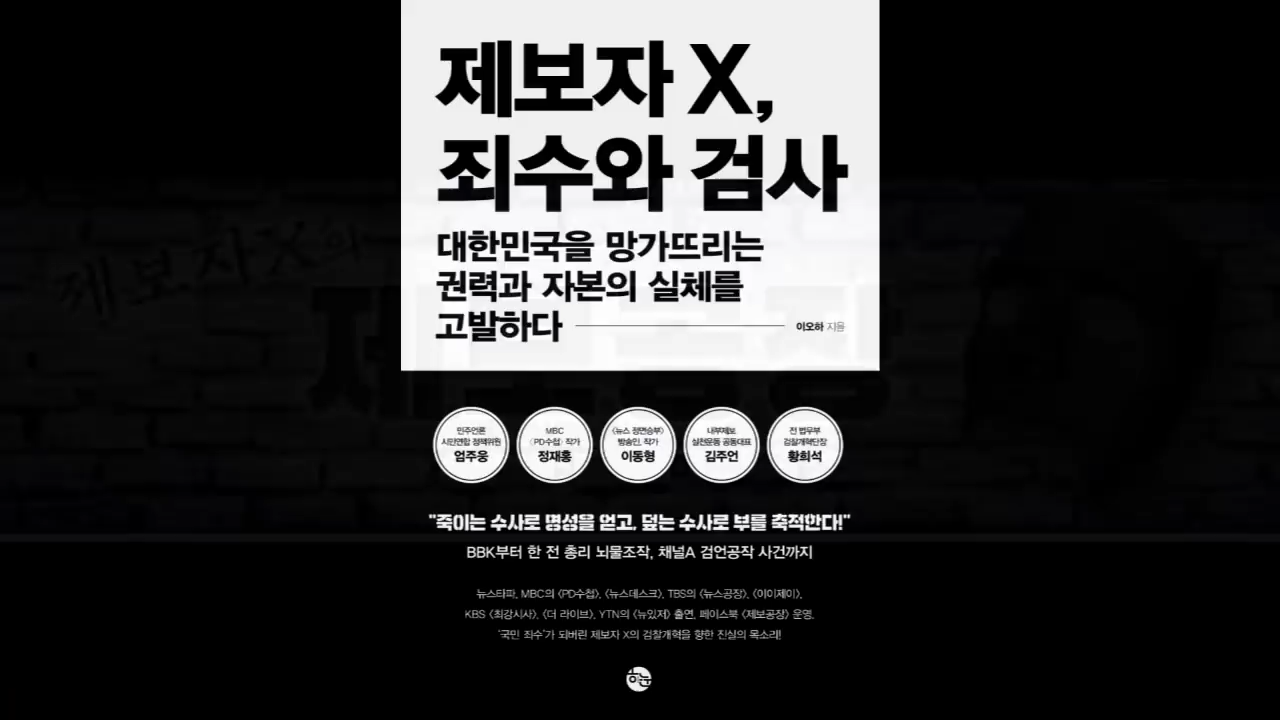 제보자 X,
죄수와 검사
대한민국을 망가뜨리는
권력과 자본의 실체를
고발하다
이오하 지음
제보자X의
제보공장
민주언론
시민연합 정책위원
엄주웅
MBC
〈PD수첩〉 작가
정재홍
〈뉴스 정면승부〉
방송인, 작가
이동형
내부제보
실천운동 공동대표
김주언
전 법무부
검찰개혁단장
황희석
"죽이는 수사로 명성을 얻고, 덮는 수사로 부를 축적한다!"
BBK부터 한 전 총리 뇌물조작, 채널A 검언공작 사건까지
뉴스타파, MBC의 〈PD수첩〉, 〈뉴스데스크〉, TBS의 〈뉴스공장〉, 〈이이제이〉,
KBS 〈최강시사〉, 〈더 라이브〉, YTN의 〈뉴있저〉 출연, 페이스북 〈제보공장〉 운영,
'국민 죄수'가 되버린 제보자 X의 검찰개혁을 향한 진실의 목소리!
하눈